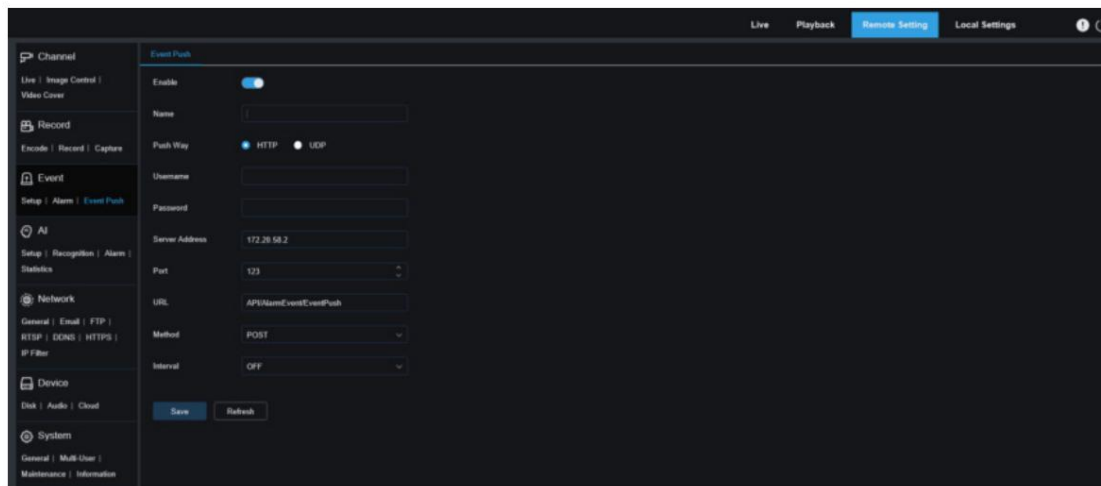 Live Playback Remote Setting Local Settings
Channel
Live | Image Control |
Video Cover
Record
Encode | Record | Capture
Event
Setup | Alarm | Event Push
AI
Setup | Recognition | Alarm |
Statistics
Network
General | Email | FTP |
RTSP | DDNS | HTTPS |
IP Filter
Device
Disk | Audio | Cloud
System
General | Multi-User |
Maintenance | Information
Event Push
Enable
Name
Push Way HTTP UDP
Username
Password
Server Address 172.20.58.2
Port 123
URL API/AlarmEvent/EventPush
Method POST
Interval OFF
Save Refresh